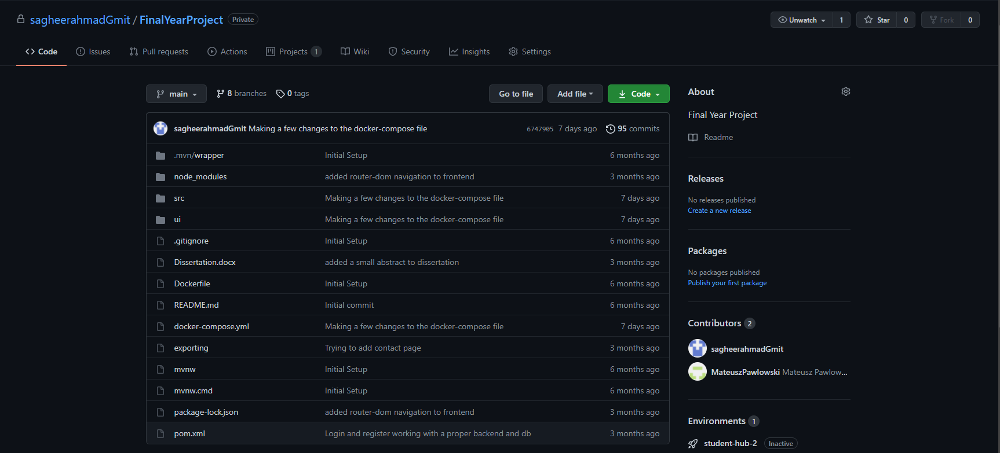 sagheerahmadGmit / FinalYearProject Private
Unwatch 1 Star 0 Fork 0
Code Issues Pull requests Actions Projects 1 Wiki Security Insights Settings
main 8 branches 0 tags Go to file Add file Code
sagheerahmadGmit Making a few changes to the docker-compose file 6747905 7 days ago 95 commits
.mvn/wrapper Initial Setup 6 months ago
node_modules added router-dom navigation to frontend 3 months ago
src Making a few changes to the docker-compose file 7 days ago
ui Making a few changes to the docker-compose file 7 days ago
.gitignore Initial Setup 6 months ago
Dissertation.docx added a small abstract to dissertation 3 months ago
Dockerfile Initial Setup 6 months ago
README.md Initial commit 6 months ago
docker-compose.yml Making a few changes to the docker-compose file 7 days ago
exporting Trying to add contact page 3 months ago
mvnw Initial Setup 6 months ago
mvnw.cmd Initial Setup 6 months ago
package-lock.json added router-dom navigation to frontend 3 months ago
pom.xml Login and register working with a proper backend and db 3 months ago
About
Final Year Project
Readme
Releases
No releases published
Create a new release
Packages
No packages published
Publish your first package
Contributors 2
sagheerahmadGmit
MateuszPawlowski Mateusz Pawlow...
Environments 1
student-hub-2 Inactive